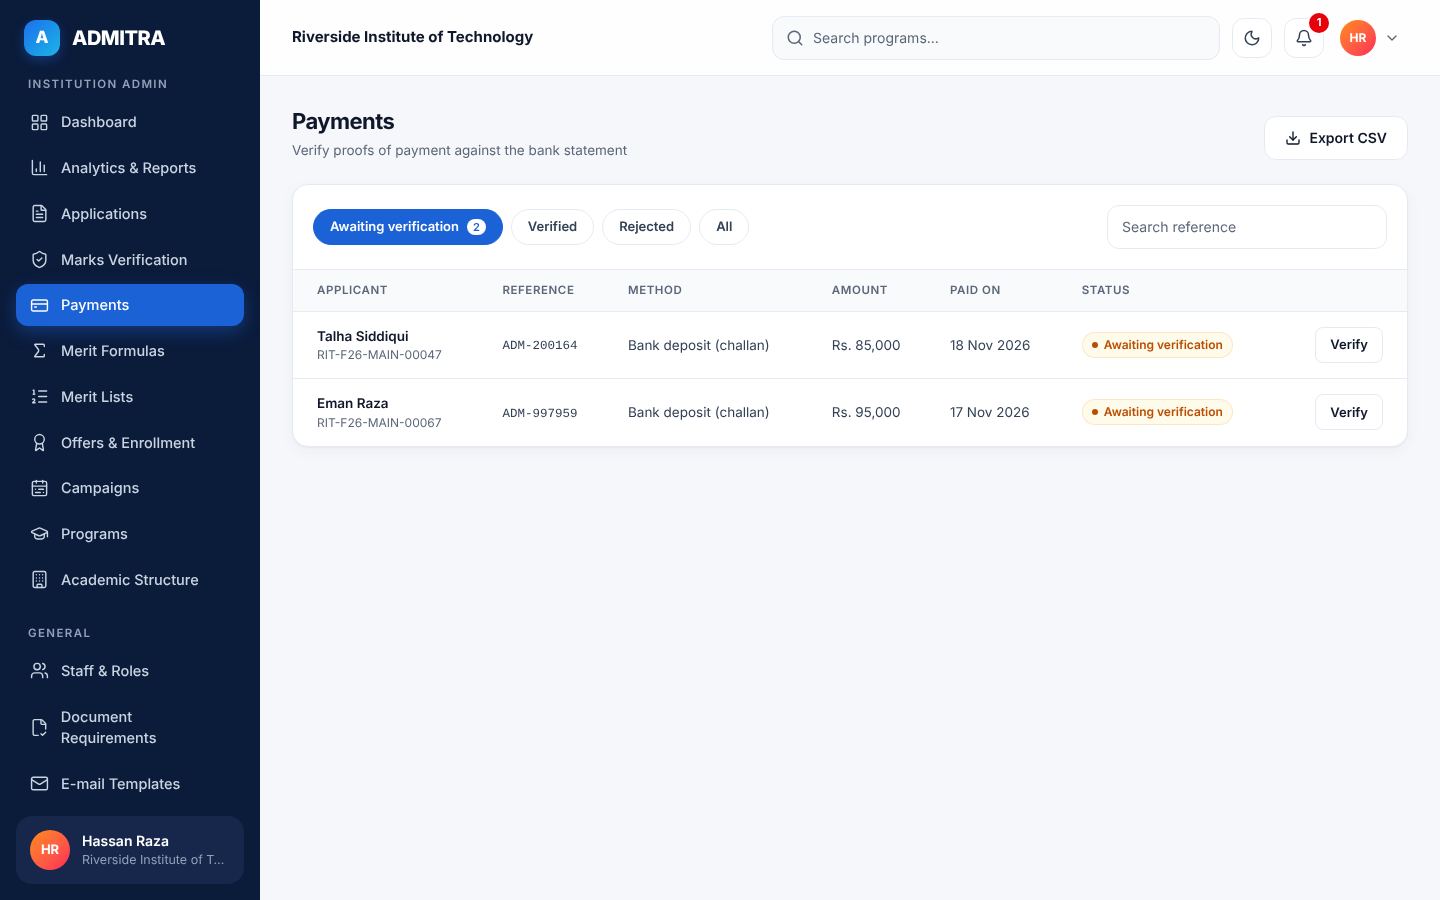 A ADMITRA
INSTITUTION ADMIN
Dashboard
Analytics & Reports
Applications
Marks Verification
Payments
Merit Formulas
Merit Lists
Offers & Enrollment
Campaigns
Programs
Academic Structure
GENERAL
Staff & Roles
Document
Requirements
E-mail Templates
HR
Hassan Raza
Riverside Institute of T...
Riverside Institute of Technology
Search programs...
1
HR
Payments
Verify proofs of payment against the bank statement
Export CSV
Awaiting verification 2 Verified Rejected All
Search reference
APPLICANT REFERENCE METHOD AMOUNT PAID ON STATUS
Talha Siddiqui
RIT-F26-MAIN-00047
ADM-200164 Bank deposit (challan) Rs. 85,000 18 Nov 2026 Awaiting verification Verify
Eman Raza
RIT-F26-MAIN-00067
ADM-997959 Bank deposit (challan) Rs. 95,000 17 Nov 2026 Awaiting verification Verify